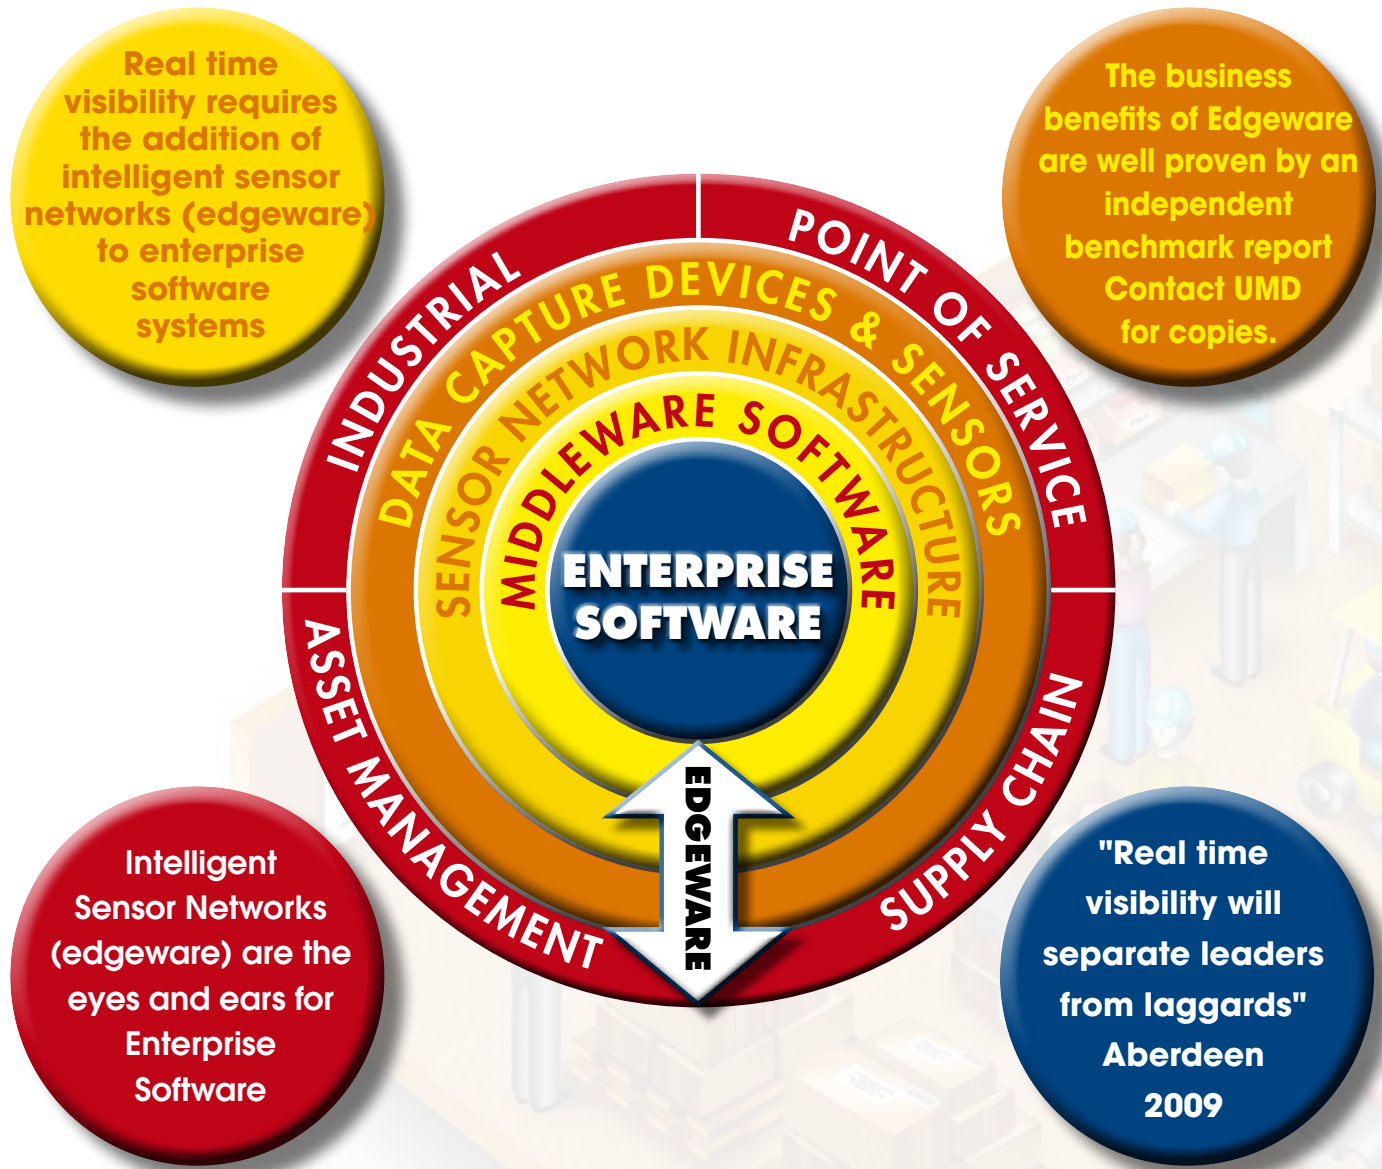 Real time
visibility requires
the addition of
intelligent sensor
networks (edgeware)
to enterprise
software
systems
The business
benefits of Edgeware
are well proven by an
independent
benchmark report
Contact UMD
for copies.
INDUSTRIAL
POINT OF SERVICE
DATA CAPTURE DEVICES & SENSORS
SENSOR NETWORK INFRASTRUCTURE
MIDDLEWARE SOFTWARE
ENTERPRISE
SOFTWARE
ASSET MANAGEMENT
SUPPLY CHAIN
EDGEWARE
Intelligent
Sensor Networks
(edgeware) are the
eyes and ears for
Enterprise
Software
"Real time
visibility will
separate leaders
from laggards"
Aberdeen
2009